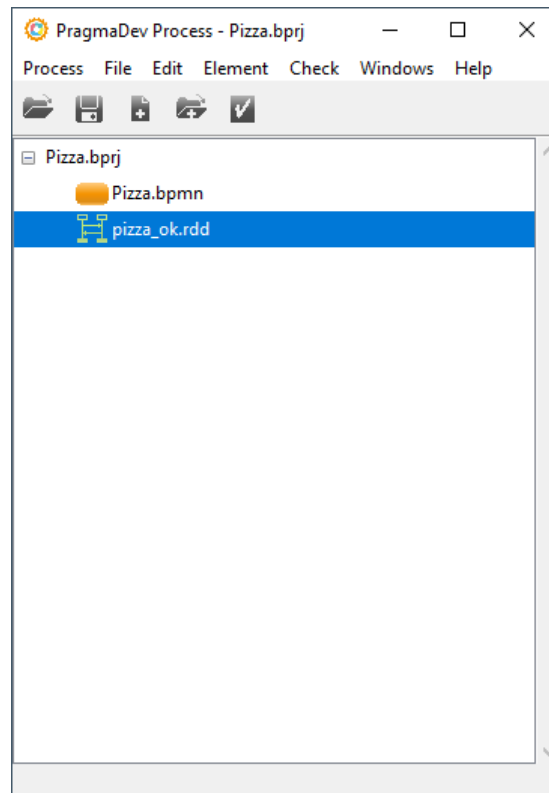 PragmaDev Process - Pizza.bprj
Process File Edit Element Check Windows Help
Pizza.bprj
Pizza.bpmn
pizza_ok.rdd